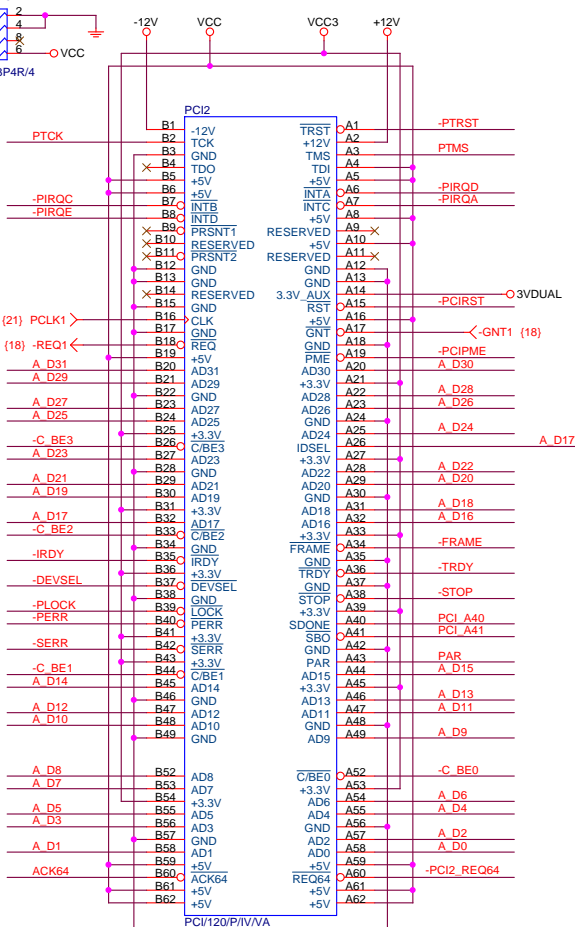 2
4
8
6
VCC
8P4R/4
-12V VCC VCC3 +12V
PCI2
B1 -12V TRST A1 -PTRST
PTCK B2 TCK +12V A2
B3 GND TMS A3 PTMS
B4 TDO TDI A4
B5 +5V +5V A5
B6 +5V INTA A6 -PIRQD
-PIRQC B7 INTB INTC A7 -PIRQA
-PIRQE B8 INTD +5V A8
B9 PRSNT1 RESERVED A9
B10 RESERVED +5V A10
B11 PRSNT2 RESERVED A11
B12 GND GND A12
B13 GND GND A13
B14 RESERVED 3.3V_AUX A14 3VDUAL
B15 GND RST A15 -PCIRST
{21} PCLK1 B16 CLK +5V A16
B17 GND GNT A17 -GNT1 {18}
{18} -REQ1 B18 REQ GND A18
B19 +5V PME A19 -PCIPME
A_D31 B20 AD31 AD30 A20 A_D30
A_D29 B21 AD29 +3.3V A21
B22 GND AD28 A22 A_D28
A_D27 B23 AD27 AD26 A23 A_D26
A_D25 B24 AD25 GND A24
B25 +3.3V AD24 A25 A_D24
-C_BE3 B26 C/BE3 IDSEL A26 A_D17
A_D23 B27 AD23 +3.3V A27
B28 GND AD22 A28 A_D22
A_D21 B29 AD21 AD20 A29 A_D20
A_D19 B30 AD19 GND A30
B31 +3.3V AD18 A31 A_D18
A_D17 B32 AD17 AD16 A32 A_D16
-C_BE2 B33 C/BE2 +3.3V A33
B34 GND FRAME A34 -FRAME
-IRDY B35 IRDY GND A35
B36 +3.3V TRDY A36 -TRDY
-DEVSEL B37 DEVSEL GND A37
B38 GND STOP A38 -STOP
-PLOCK B39 LOCK +3.3V A39
-PERR B40 PERR SDONE A40 PCI_A40
B41 +3.3V SBO A41 PCI_A41
-SERR B42 SERR GND A42
B43 +3.3V PAR A43 PAR
-C_BE1 B44 C/BE1 AD15 A44 A_D15
A_D14 B45 AD14 +3.3V A45
B46 GND AD13 A46 A_D13
A_D12 B47 AD12 AD11 A47 A_D11
A_D10 B48 AD10 GND A48
B49 GND AD9 A49 A_D9
A_D8 B52 AD8 C/BE0 A52 -C_BE0
A_D7 B53 AD7 +3.3V A53
B54 +3.3V AD6 A54 A_D6
A_D5 B55 AD5 AD4 A55 A_D4
A_D3 B56 AD3 GND A56
B57 GND AD2 A57 A_D2
A_D1 B58 AD1 AD0 A58 A_D0
B59 +5V +5V A59
ACK64 B60 ACK64 REQ64 A60 -PCI2_REQ64
B61 +5V +5V A61
B62 +5V +5V A62
PCI/120/P/IV/VA